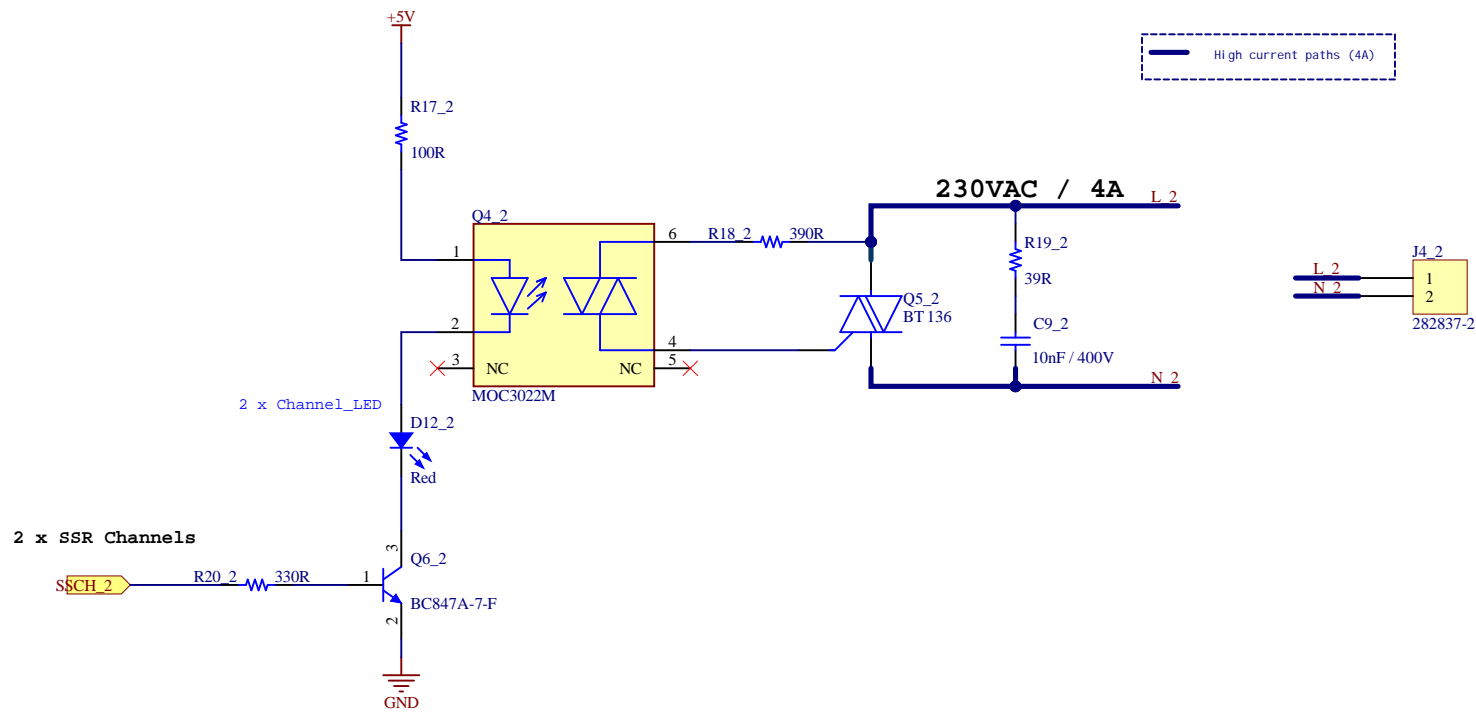 +5V
High current paths (4A)
R17_2
100R
230VAC / 4A
L_2
Q4_2
1
6
R18_2
390R
R19_2
39R
J4_2
L_2
1
N_2
2
282837-2
Q5_2
BT136
C9_2
10nF / 400V
2
4
3
NC
NC
5
N_2
MOC3022M
2 x Channel_LED
D12_2
Red
2 x SSR Channels
3
Q6_2
SSCH_2
R20_2
330R
1
BC847A-7-F
2
GND